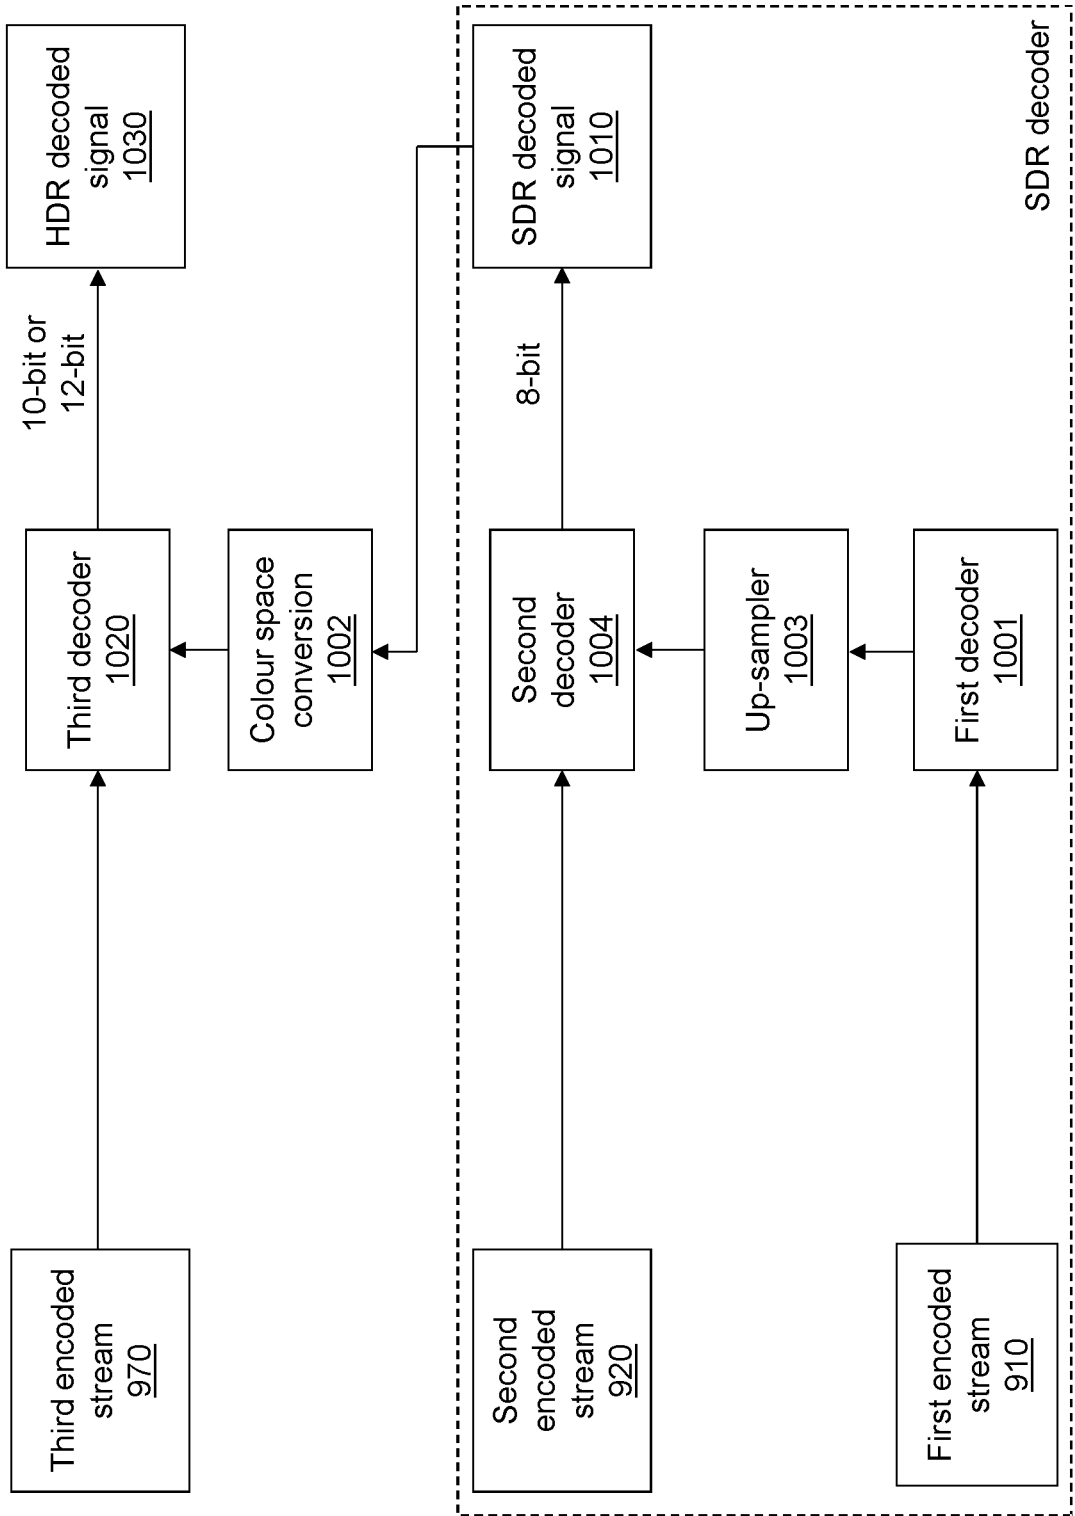 Third encoded
stream
970
Third decoder
1020
10-bit or
12-bit
HDR decoded
signal
1030
Colour space
conversion
1002
Second
encoded
stream
920
Second
decoder
1004
8-bit
SDR decoded
signal
1010
Up-sampler
1003
First encoded
stream
910
First decoder
1001
SDR decoder